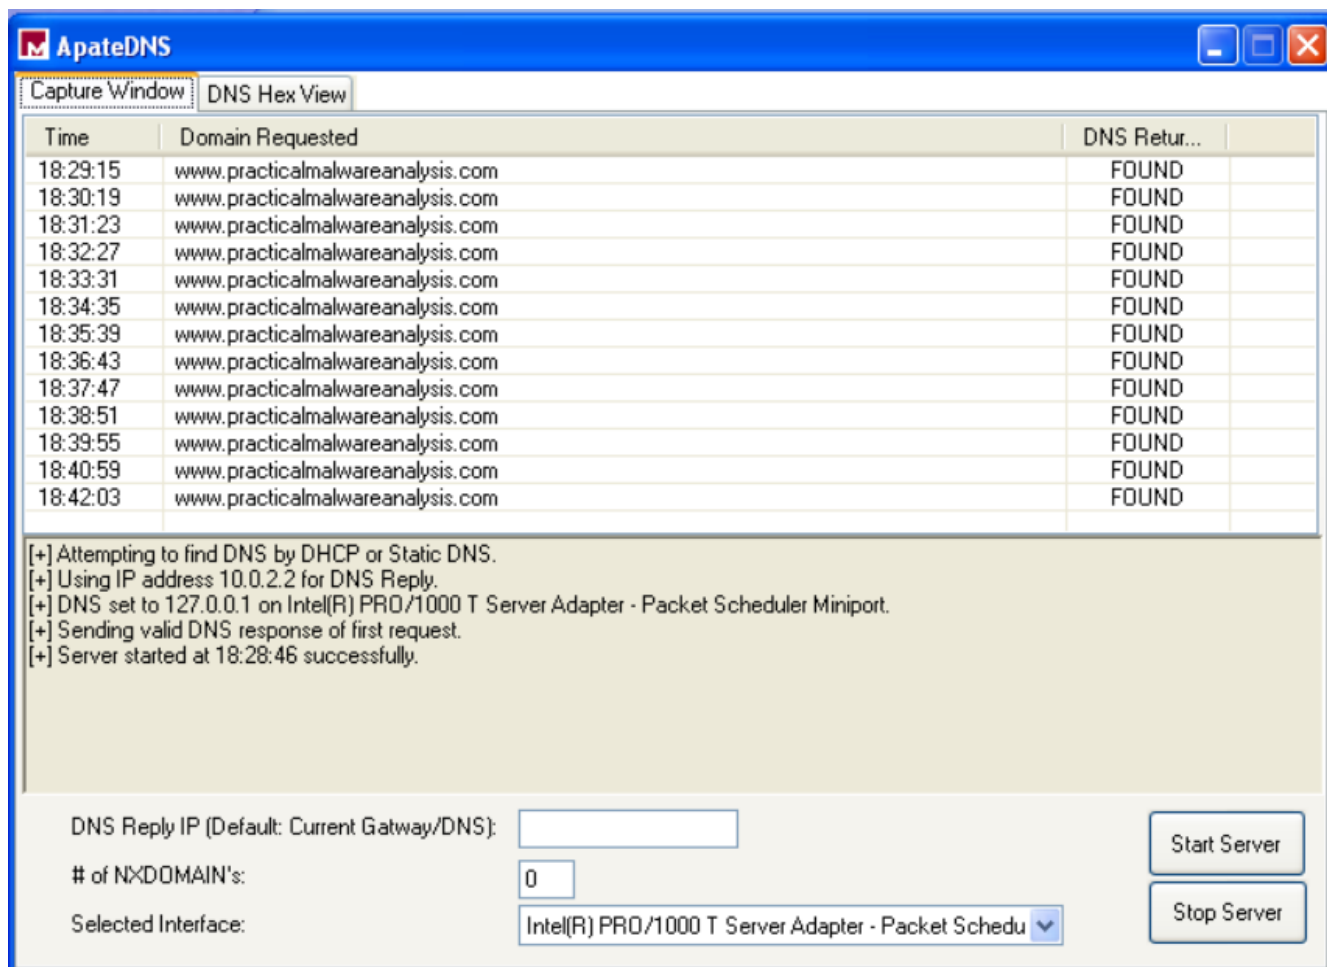 ApateDNS
Capture Window DNS Hex View
Time Domain Requested DNS Retur...
18:29:15 www.practicalmalwareanalysis.com FOUND
18:30:19 www.practicalmalwareanalysis.com FOUND
18:31:23 www.practicalmalwareanalysis.com FOUND
18:32:27 www.practicalmalwareanalysis.com FOUND
18:33:31 www.practicalmalwareanalysis.com FOUND
18:34:35 www.practicalmalwareanalysis.com FOUND
18:35:39 www.practicalmalwareanalysis.com FOUND
18:36:43 www.practicalmalwareanalysis.com FOUND
18:37:47 www.practicalmalwareanalysis.com FOUND
18:38:51 www.practicalmalwareanalysis.com FOUND
18:39:55 www.practicalmalwareanalysis.com FOUND
18:40:59 www.practicalmalwareanalysis.com FOUND
18:42:03 www.practicalmalwareanalysis.com FOUND
[+] Attempting to find DNS by DHCP or Static DNS.
[+] Using IP address 10.0.2.2 for DNS Reply.
[+] DNS set to 127.0.0.1 on Intel(R) PRO/1000 T Server Adapter - Packet Scheduler Miniport.
[+] Sending valid DNS response of first request.
[+] Server started at 18:28:46 successfully.
DNS Reply IP (Default: Current Gatway/DNS):
Start Server
# of NXDOMAIN's: 0
Stop Server
Selected Interface: Intel(R) PRO/1000 T Server Adapter - Packet Schedu